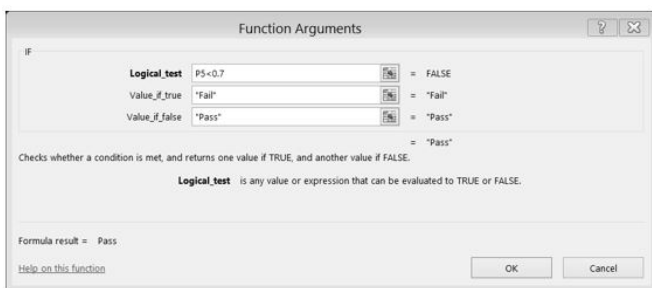 Function Arguments
IF
Logical_test P5<0.7 = FALSE
Value_if_true "Fail" = "Fail"
Value_if_false "Pass" = "Pass"
= "Pass"
Checks whether a condition is met, and returns one value if TRUE, and another value if FALSE.
Logical_test is any value or expression that can be evaluated to TRUE or FALSE.
Formula result = Pass
Help on this function OK Cancel